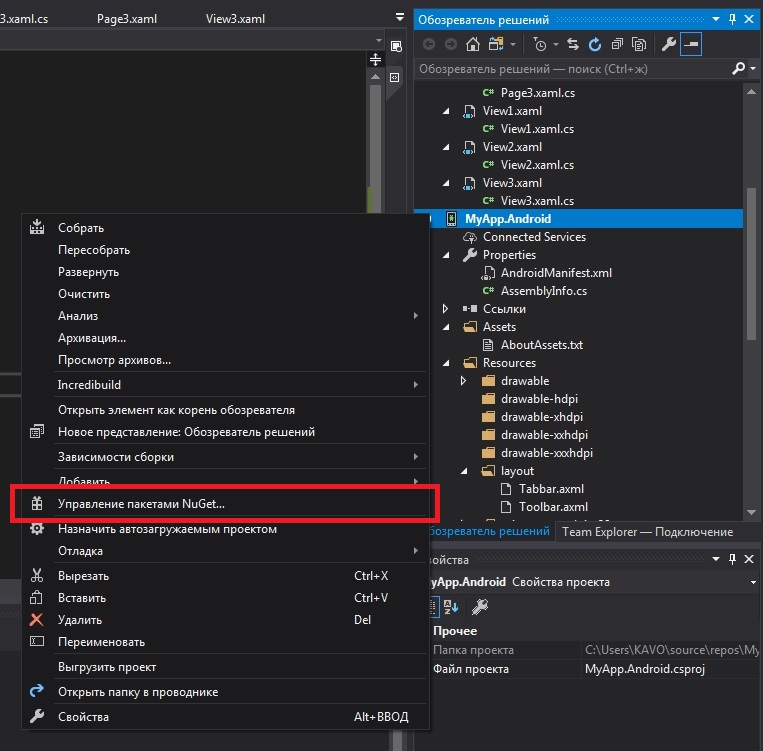 3.xaml.cs Page3.xaml View3.xaml
Обозреватель решений
Обозреватель решений — поиск (Ctrl+ж)
C# Page3.xaml.cs
View1.xaml
C# View1.xaml.cs
View2.xaml
C# View2.xaml.cs
View3.xaml
C# View3.xaml.cs
MyApp.Android
Connected Services
Properties
AndroidManifest.xml
C# AssemblyInfo.cs
Ссылки
Assets
AboutAssets.txt
Resources
drawable
drawable-hdpi
drawable-xhdpi
drawable-xxhdpi
drawable-xxxhdpi
layout
Tabbar.axml
Toolbar.axml
обозреватель решений Team Explorer — Подключение
Собрать
Пересобрать
Развернуть
Очистить
Анализ
Архивация...
Просмотр архивов...
Incredibuild
Открыть элемент как корень обозревателя
Новое представление: Обозреватель решений
Зависимости сборки
Добавить
Управление пакетами NuGet...
Назначить автозагружаемым проектом
Отладка
Вырезать Ctrl+X
Вставить Ctrl+V
Удалить Del
Переименовать
Выгрузить проект
Открыть папку в проводнике
Свойства Alt+ВВОД
войства
MyApp.Android Свойства проекта
Прочее
Папка проекта C:\Users\KAVO\source\repos\My
Файл проекта MyApp.Android.csproj